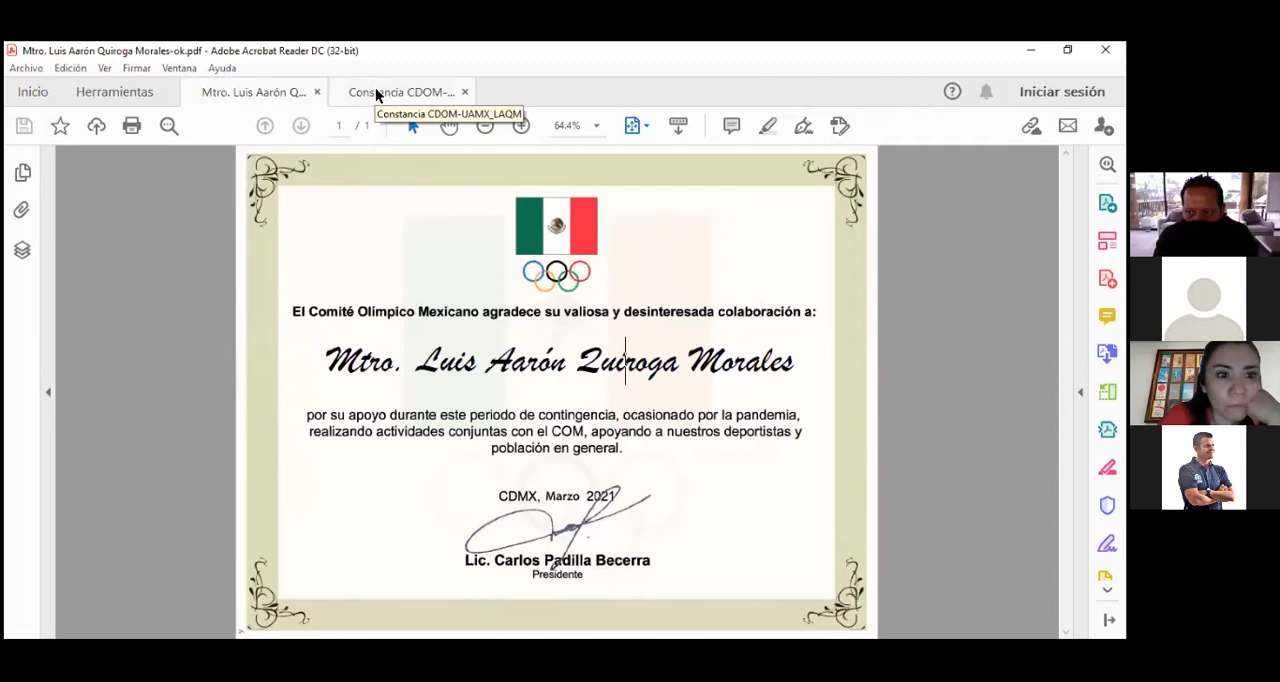 Mtro. Luis Aarón Quiroga Morales-ok.pdf - Adobe Acrobat Reader DC (32-bit)
Archivo Edición Ver Firmar Ventana Ayuda
Inicio Herramientas Mtro. Luis Aarón Q... Constancia CDOM-... Iniciar sesión
Constancia CDOM-UAMX_LAQM
1 / 1 64.4%
El Comité Olímpico Mexicano agradece su valiosa y desinteresada colaboración a:
Mtro. Luis Aarón Quiroga Morales
por su apoyo durante este periodo de contingencia, ocasionado por la pandemia,
realizando actividades conjuntas con el COM, apoyando a nuestros deportistas y
población en general.
CDMX, Marzo 2021
Lic. Carlos Padilla Becerra
Presidente